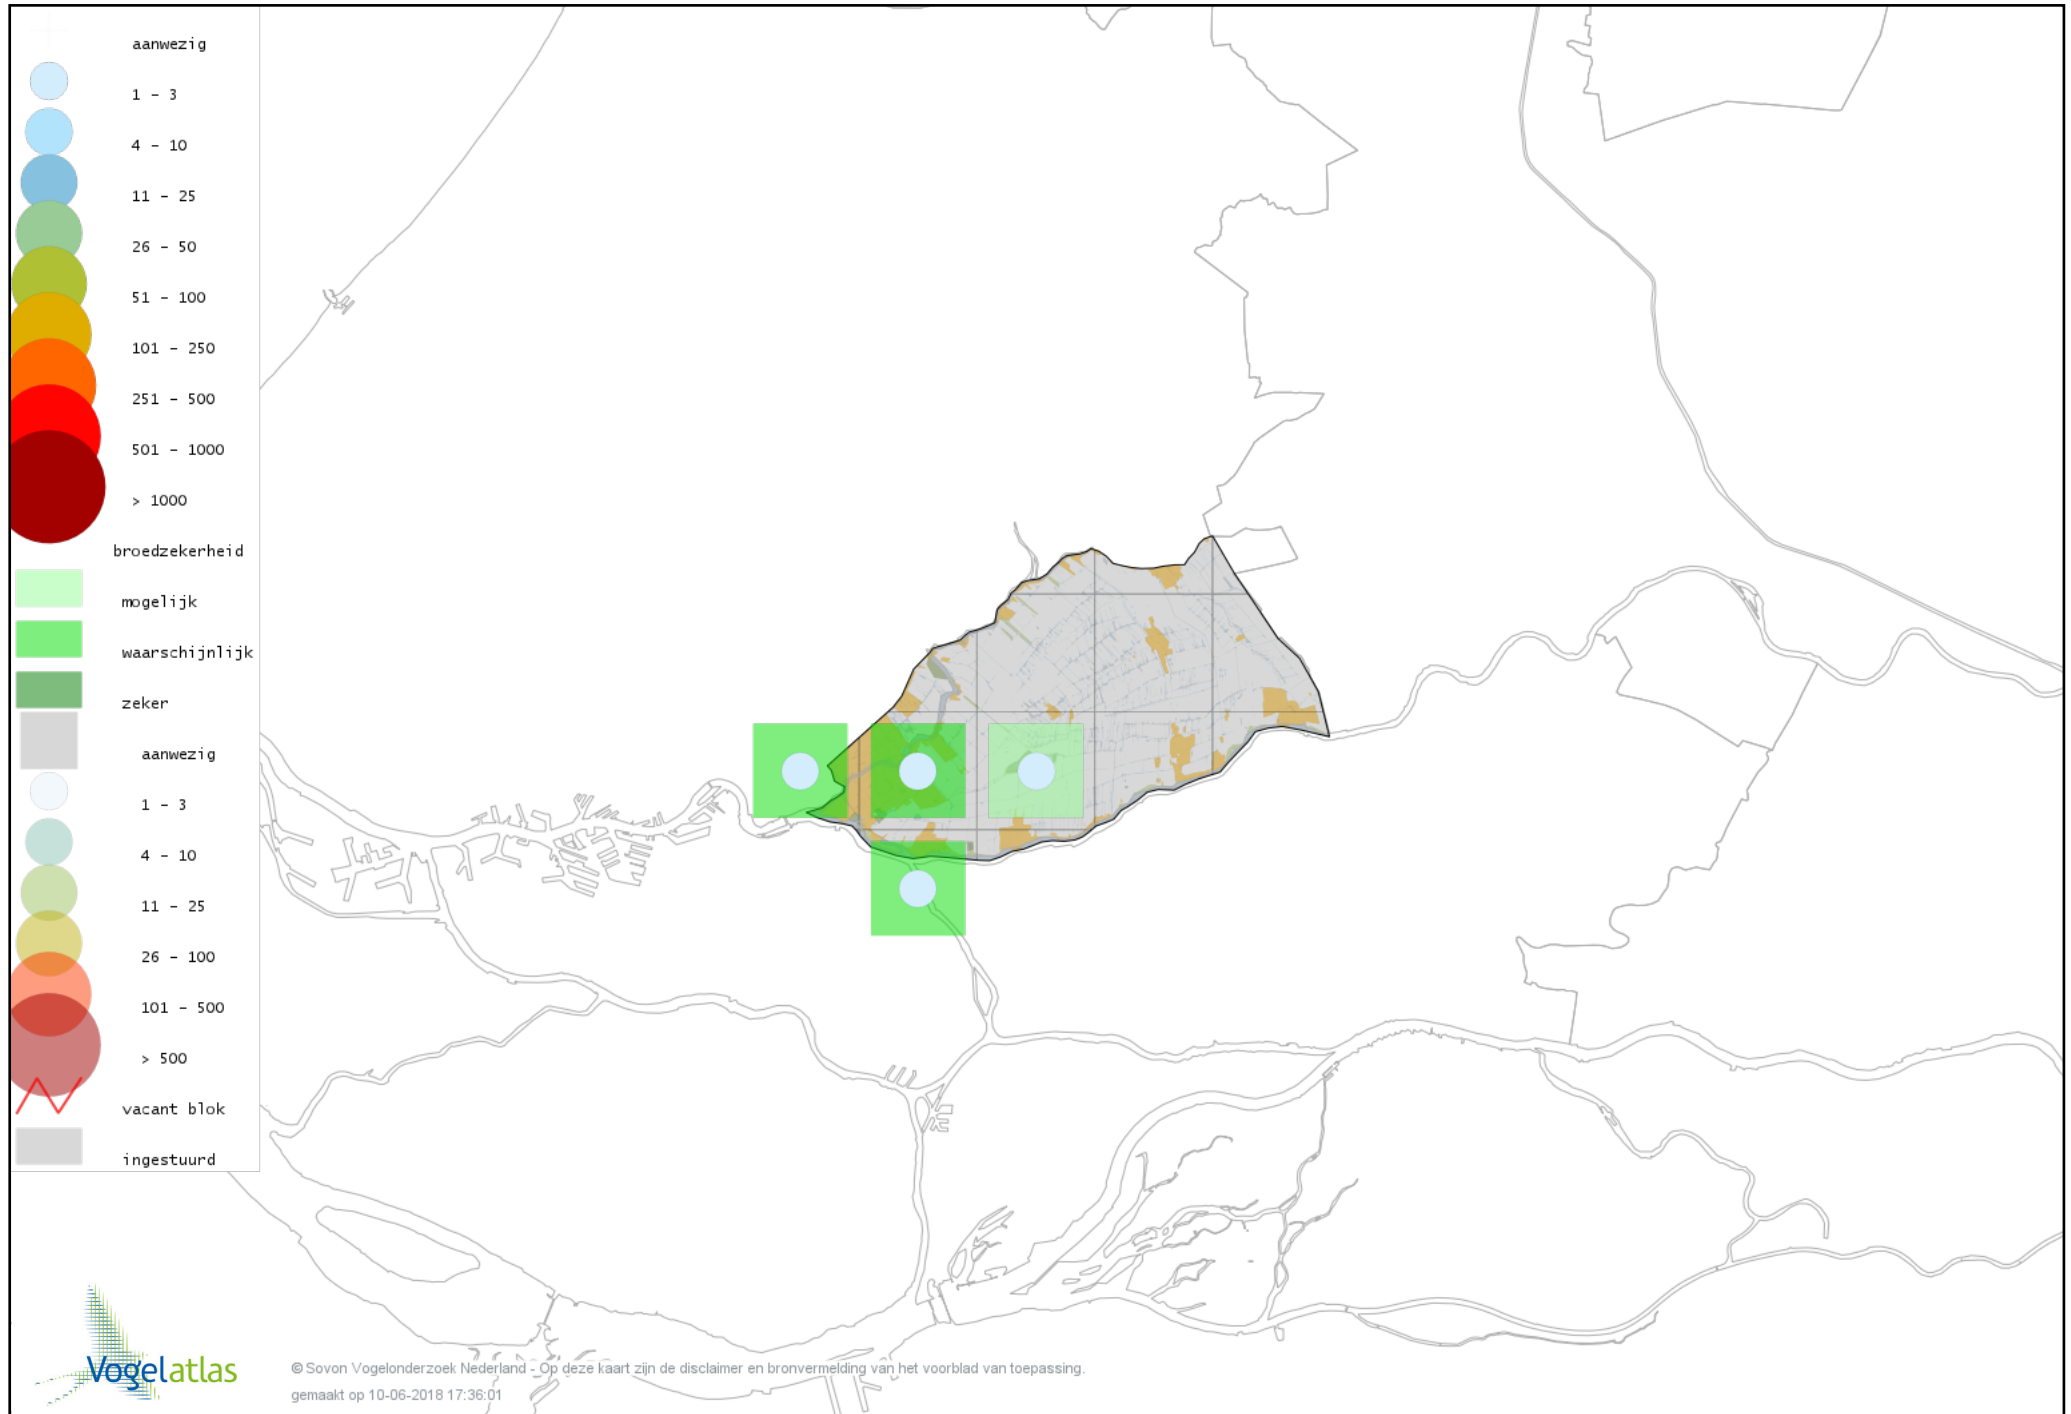 aanwezig
1 - 3
4 - 10
11 - 25
26 - 50
51 - 100
101 - 250
251 - 500
501 - 1000
> 1000
broedzekerheid
mogelijk
waarschijnlijk
zeker
aanwezig
1 - 3
4 - 10
11 - 25
26 - 100
101 - 500
> 500
vacant blok
ingestuurd
Vogelatlas
© Sovon Vogelonderzoek Nederland - Op deze kaart zijn de disclaimer en bronvermelding van het voorblad van toepassing.
gemaakt op 10-06-2018 17:36:01